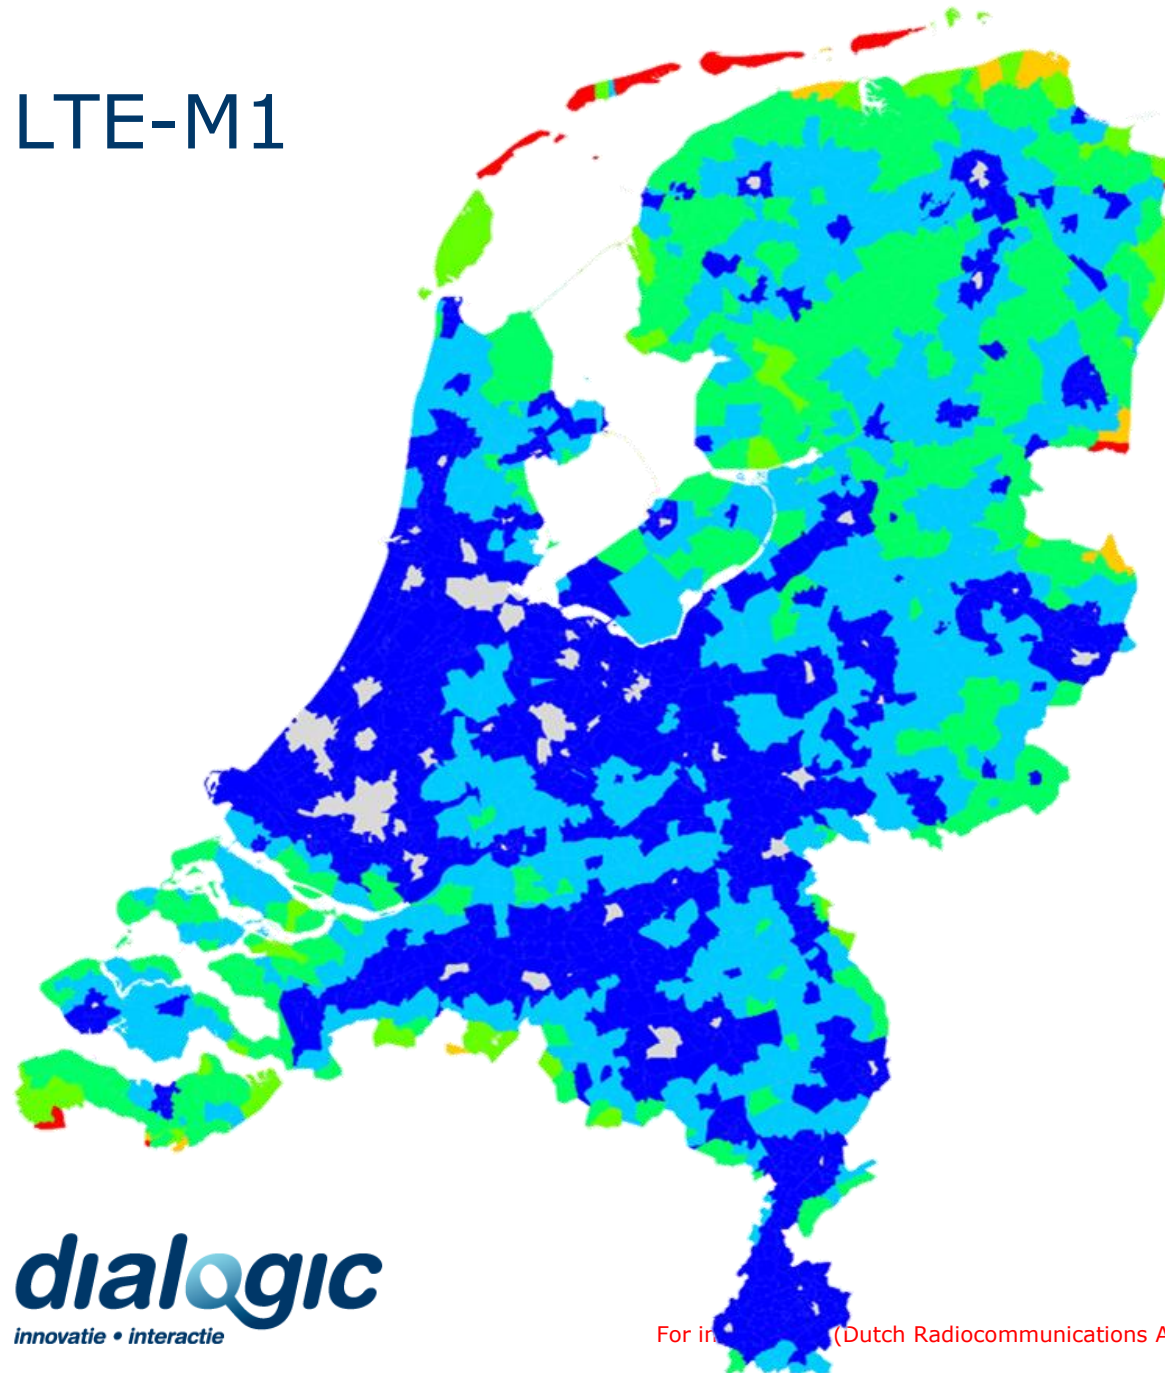 LTE-M1
dialogic
innovatie • interactie
For in (Dutch Radiocommunications A